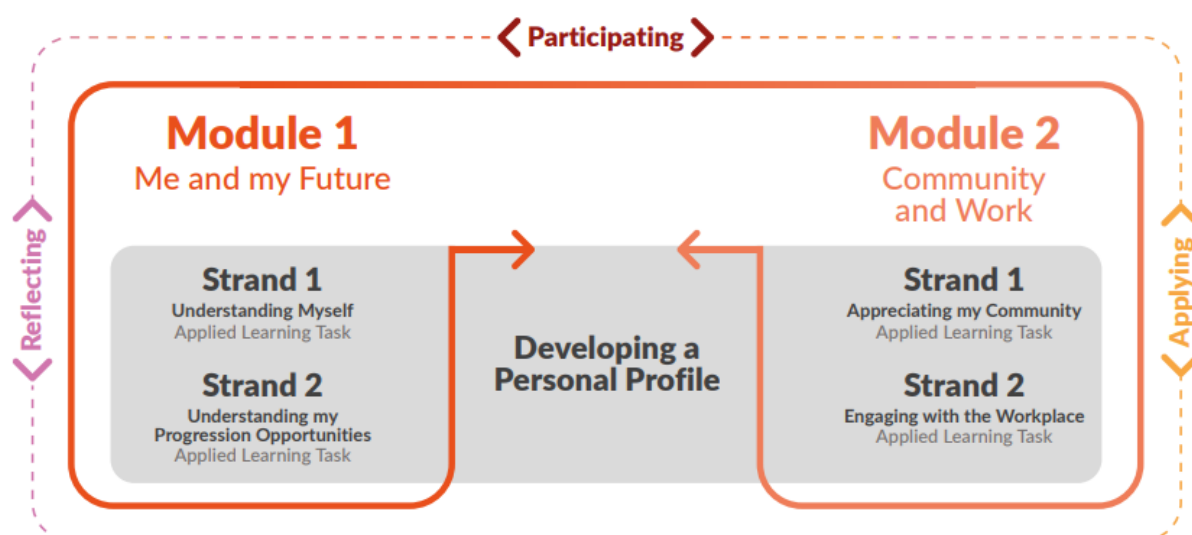 Participating
Module 1
Me and my Future
Module 2
Community
and Work
Reflecting
Applying
Strand 1
Understanding Myself
Applied Learning Task
Strand 2
Understanding my
Progression Opportunities
Applied Learning Task
Developing a
Personal Profile
Strand 1
Appreciating my Community
Applied Learning Task
Strand 2
Engaging with the Workplace
Applied Learning Task